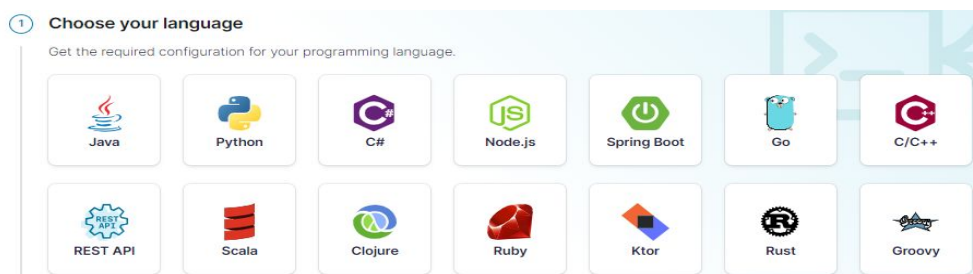 1 Choose your language
Get the required configuration for your programming language.
Java Python C# Node.js Spring Boot Go C/C++
REST API Scala Clojure Ruby Ktor Rust Groovy